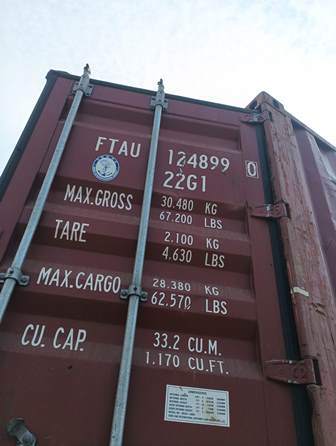 FTAU 124899 0
22G1
MAX.GROSS 30.480 KG
67.200 LBS
TARE 2.100 KG
4.630 LBS
MAX.CARGO 28.380 KG
62.570 LBS
CU. CAP. 33.2 CU.M.
1.170 CU.FT.